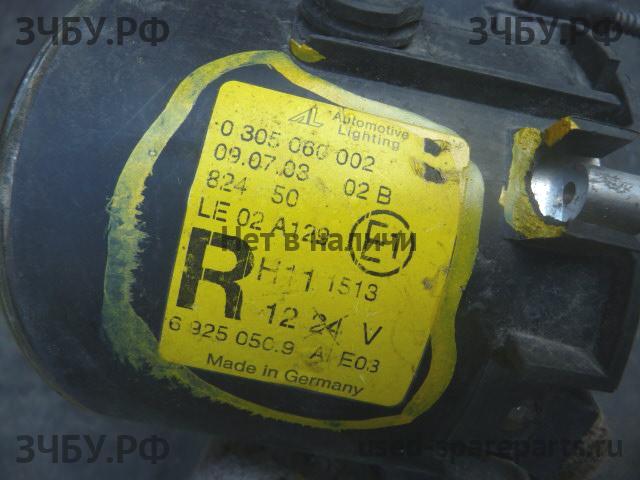 ЗЧБУ.РФ
ЗЧБУ.РФ
Automotive
Lighting
0 305 060 002
09.07.03 02 B
824 50
LE 02 A129 E1
Нет в наличи
R H11 1513
12 24 V
6 925 050.9 AI E03
Made in Germany
ЗЧБУ.РФ
used-spareparts.ru